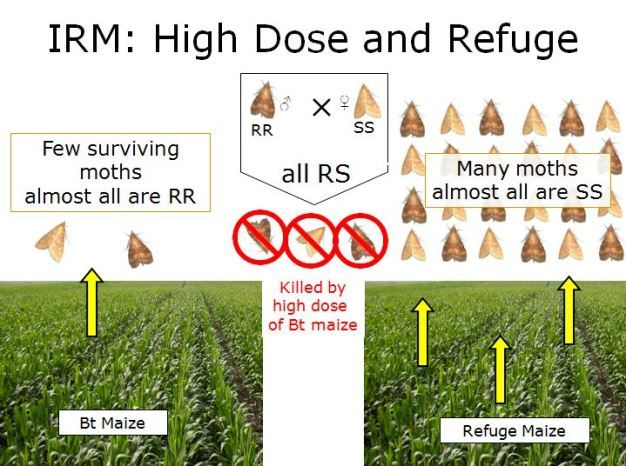 IRM: High Dose and Refuge
♂ × ♀
RR SS
all RS
Few surviving
moths
almost all are RR
Many moths
almost all are SS
Killed by
high dose
of Bt maize
Bt Maize
Refuge Maize